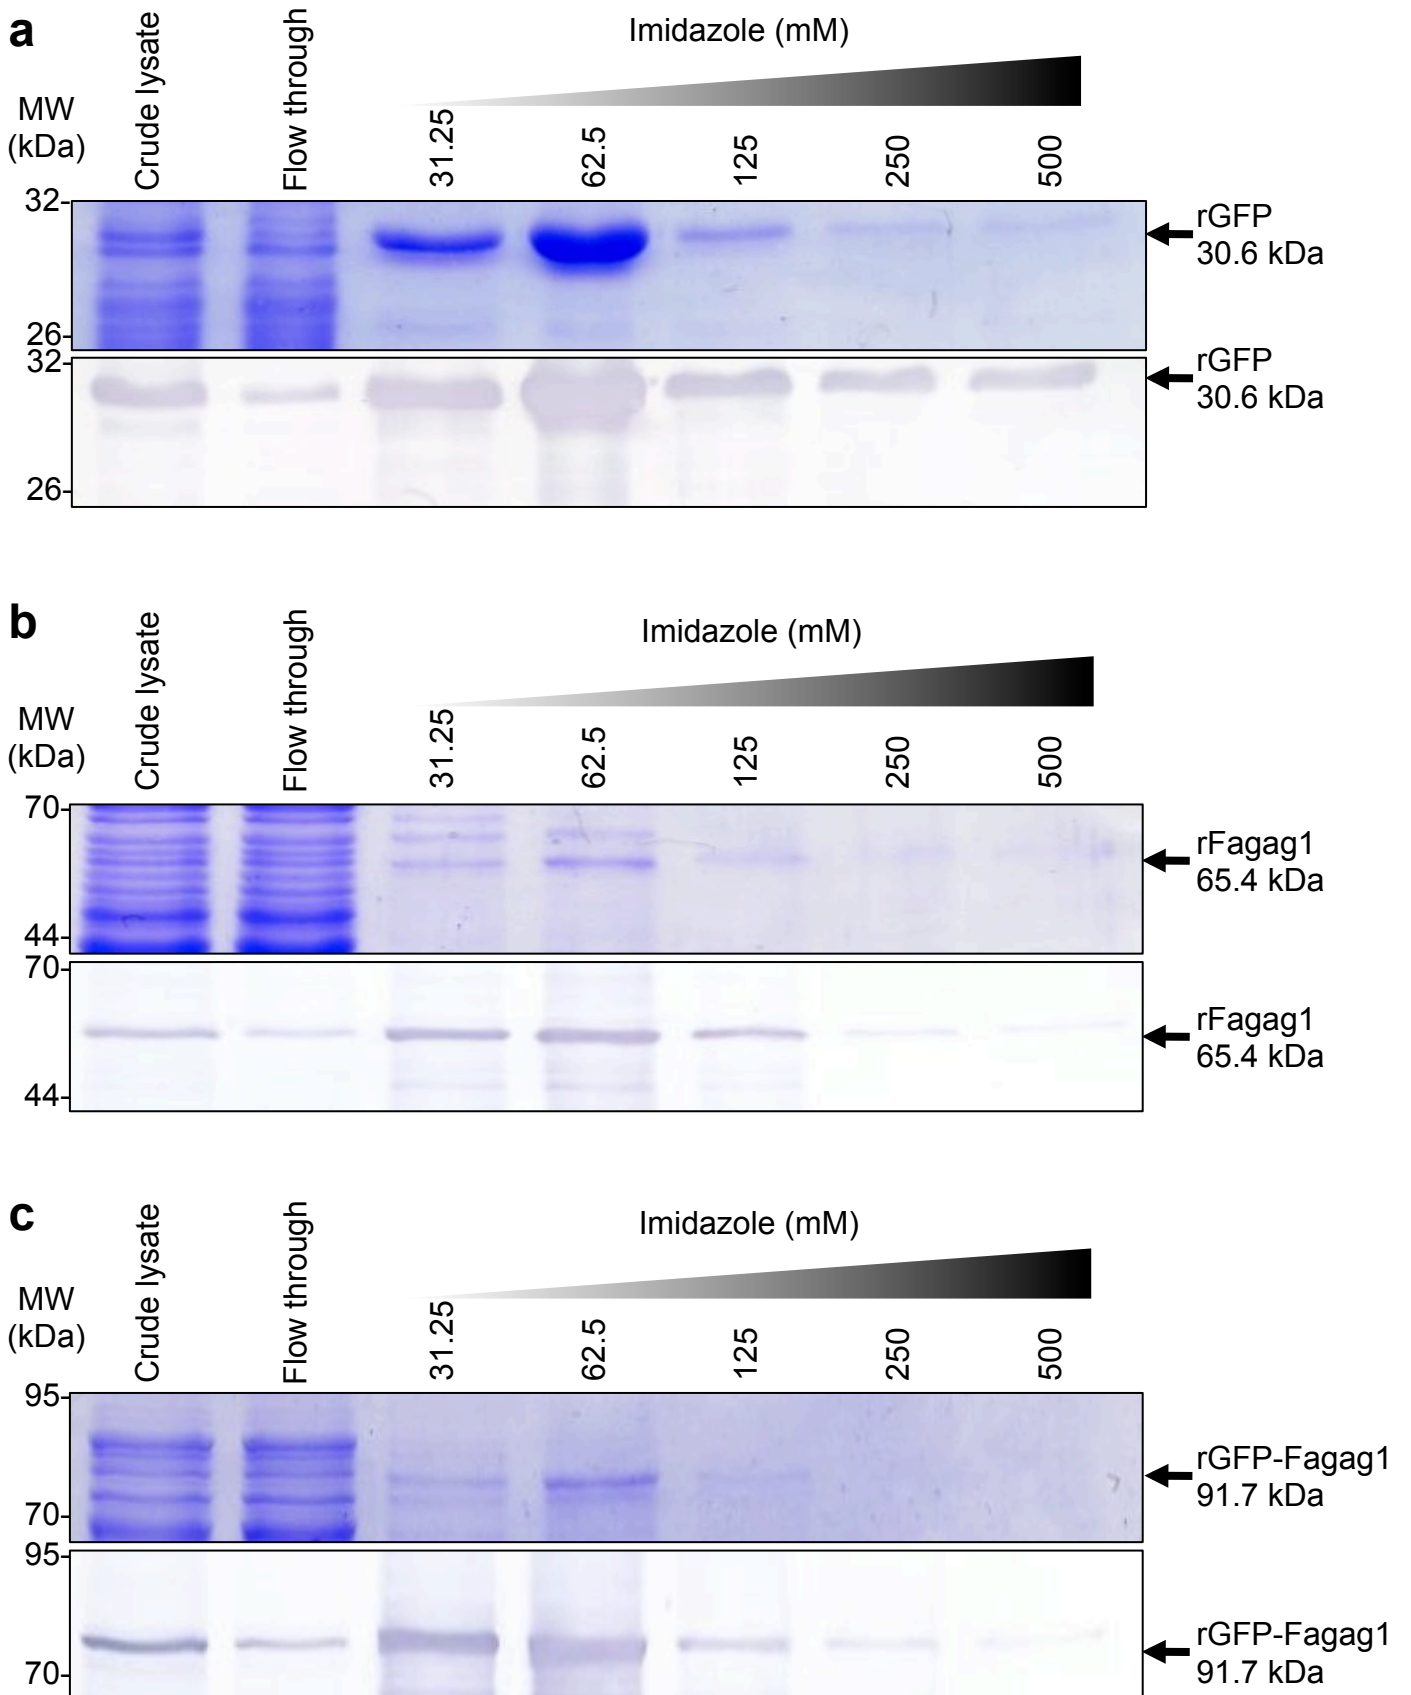 a
Imidazole (mM)
MW
(kDa)
Crude lysate
Flow through
31.25
62.5
125
250
500
32
26
rGFP
30.6 kDa
32
26
rGFP
30.6 kDa
b
Imidazole (mM)
MW
(kDa)
Crude lysate
Flow through
31.25
62.5
125
250
500
70
44
rFagag1
65.4 kDa
70
44
rFagag1
65.4 kDa
c
Imidazole (mM)
MW
(kDa)
Crude lysate
Flow through
31.25
62.5
125
250
500
95
70
rGFP-Fagag1
91.7 kDa
95
70
rGFP-Fagag1
91.7 kDa